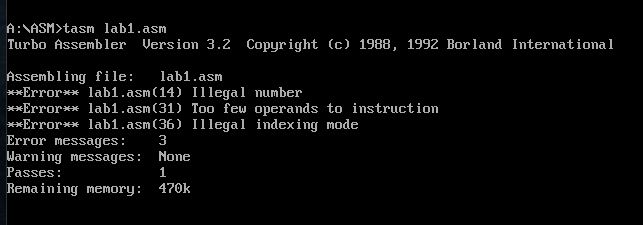 A:\ASM>tasm lab1.asm
Turbo Assembler  Version 3.2  Copyright (c) 1988, 1992 Borland International
Assembling file:   lab1.asm
**Error** lab1.asm(14) Illegal number
**Error** lab1.asm(31) Too few operands to instruction
**Error** lab1.asm(36) Illegal indexing mode
Error messages:    3
Warning messages:  None
Passes:            1
Remaining memory:  470k